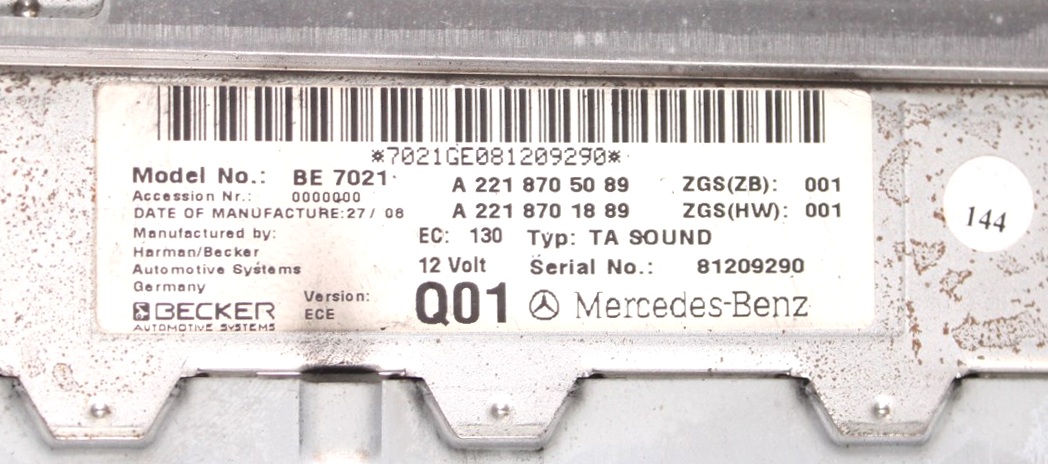 *7021GE081209290*
Model No.: BE 7021 A 221 870 50 89 ZGS(ZB): 001
Accession Nr.: 0000000
DATE OF MANUFACTURE: 27 / 08 A 221 870 18 89 ZGS(HW): 001
Manufactured by: EC: 130 Typ: TA SOUND
Harman/Becker
Automotive Systems 12 Volt Serial No.: 81209290
Germany
Version: Q01 Mercedes-Benz
BECKER ECE
AUTOMOTIVE SYSTEMS
144